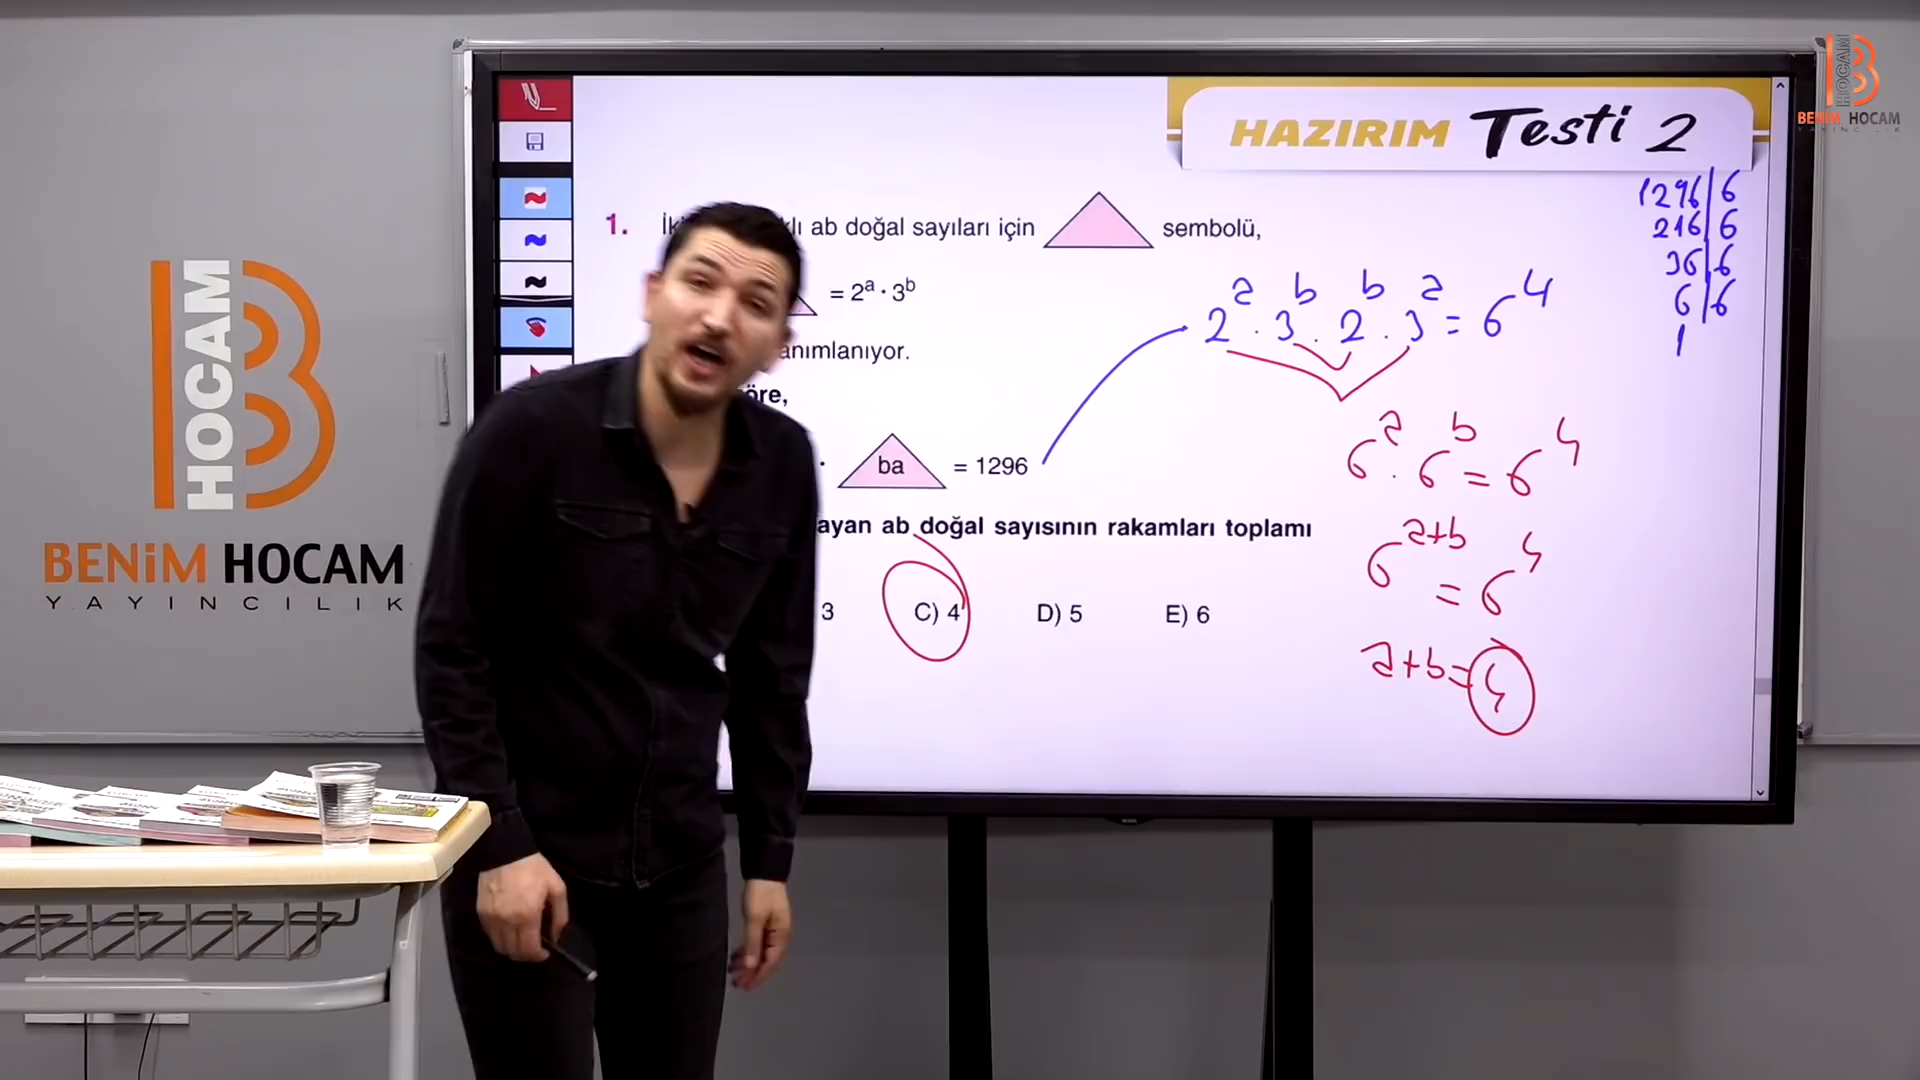 HAZIRIM Testi 2
1. ab doğal sayıları için sembolü,
= 2ᵃ · 3ᵇ
anımlanıyor.
öre,
· ba = 1296
ayan ab doğal sayısının rakamları toplamı
3 C) 4 D) 5 E) 6
2ᵃ . 3ᵇ . 2ᵇ . 3ᵃ = 6⁴
6ᵃ . 6ᵇ = 6⁴
6ᵃ⁺ᵇ = 6⁴
a+b=4
1296|6
216|6
36|6
6|6
1
B HOCAM
BENİM HOCAM
YAYINCILIK
B HOCAM
BENİM HOCAM
YAYINCILIK